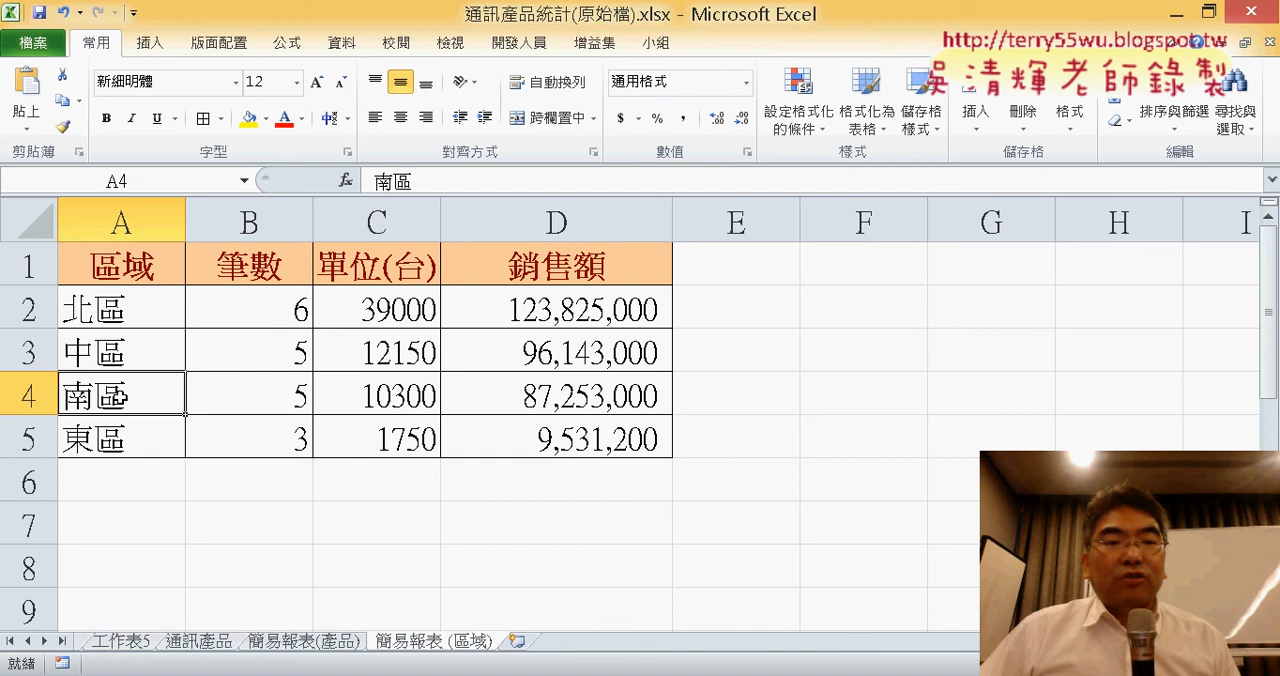 通訊產品統計(原始檔).xlsx - Microsoft Excel
檔案 常用 插入 版面配置 公式 資料 校閱 檢視 開發人員 增益集 小組
http://terry55wu.blogspot.tw
吳清輝老師錄製
貼上 新細明體 12 自動換列 通用格式 設定格式化的條件 格式化為表格 儲存格樣式 插入 刪除 格式 排序與篩選 尋找與選取
B I U 跨欄置中 $ % ,
剪貼簿 字型 對齊方式 數值 樣式 儲存格 編輯
A4 fx 南區
A B C D E F G H I
1 區域 筆數 單位(台) 銷售額
2 北區 6 39000 123,825,000
3 中區 5 12150 96,143,000
4 南區 5 10300 87,253,000
5 東區 3 1750 9,531,200
6
7
8
9
工作表5 通訊產品 簡易報表(產品) 簡易報表 (區域)
就緒